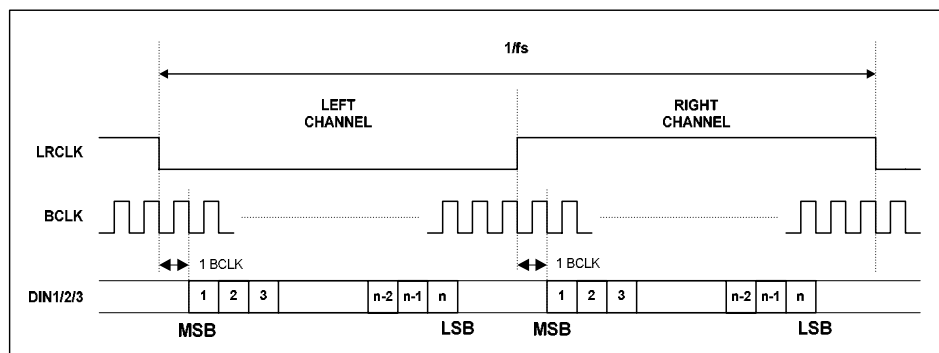 1/fs
LEFT
CHANNEL
RIGHT
CHANNEL
LRCLK
BCLK
1 BCLK 1 BCLK
DIN1/2/3 1 2 3 n-2 n-1 n 1 2 3 n-2 n-1 n
MSB LSB MSB LSB